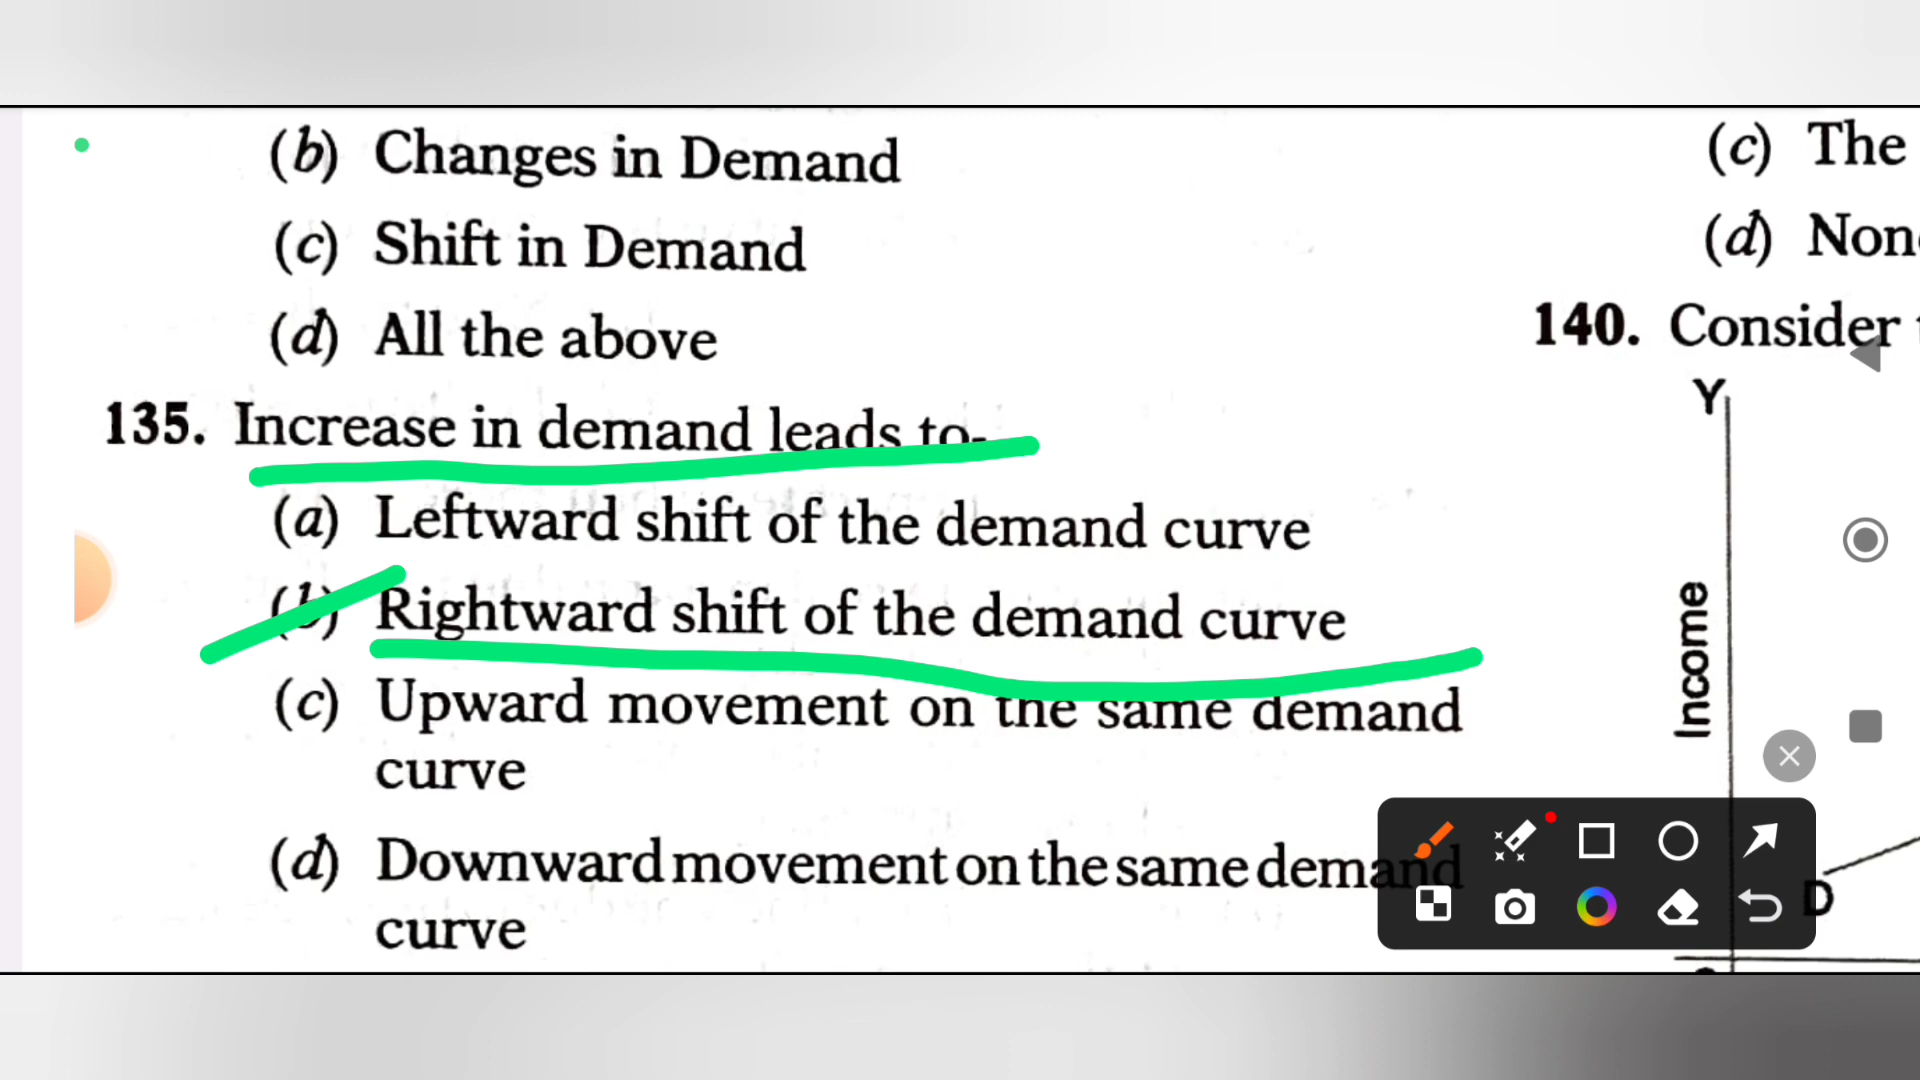 (b) Changes in Demand
(c) Shift in Demand
(d) All the above
135. Increase in demand leads to-
(a) Leftward shift of the demand curve
(b) Rightward shift of the demand curve
(c) Upward movement on the same demand
curve
(d) Downward movement on the same demand
curve
(c) The
(d)
140. Consider
Y
Income
D